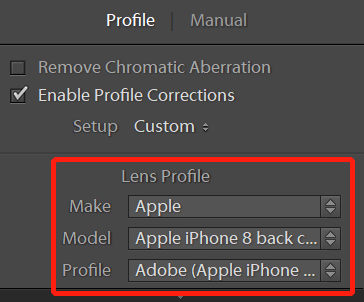 Profile | Manual
Remove Chromatic Aberration
Enable Profile Corrections
Setup Custom
Lens Profile
Make Apple
Model Apple iPhone 8 back c...
Profile Adobe (Apple iPhone ...